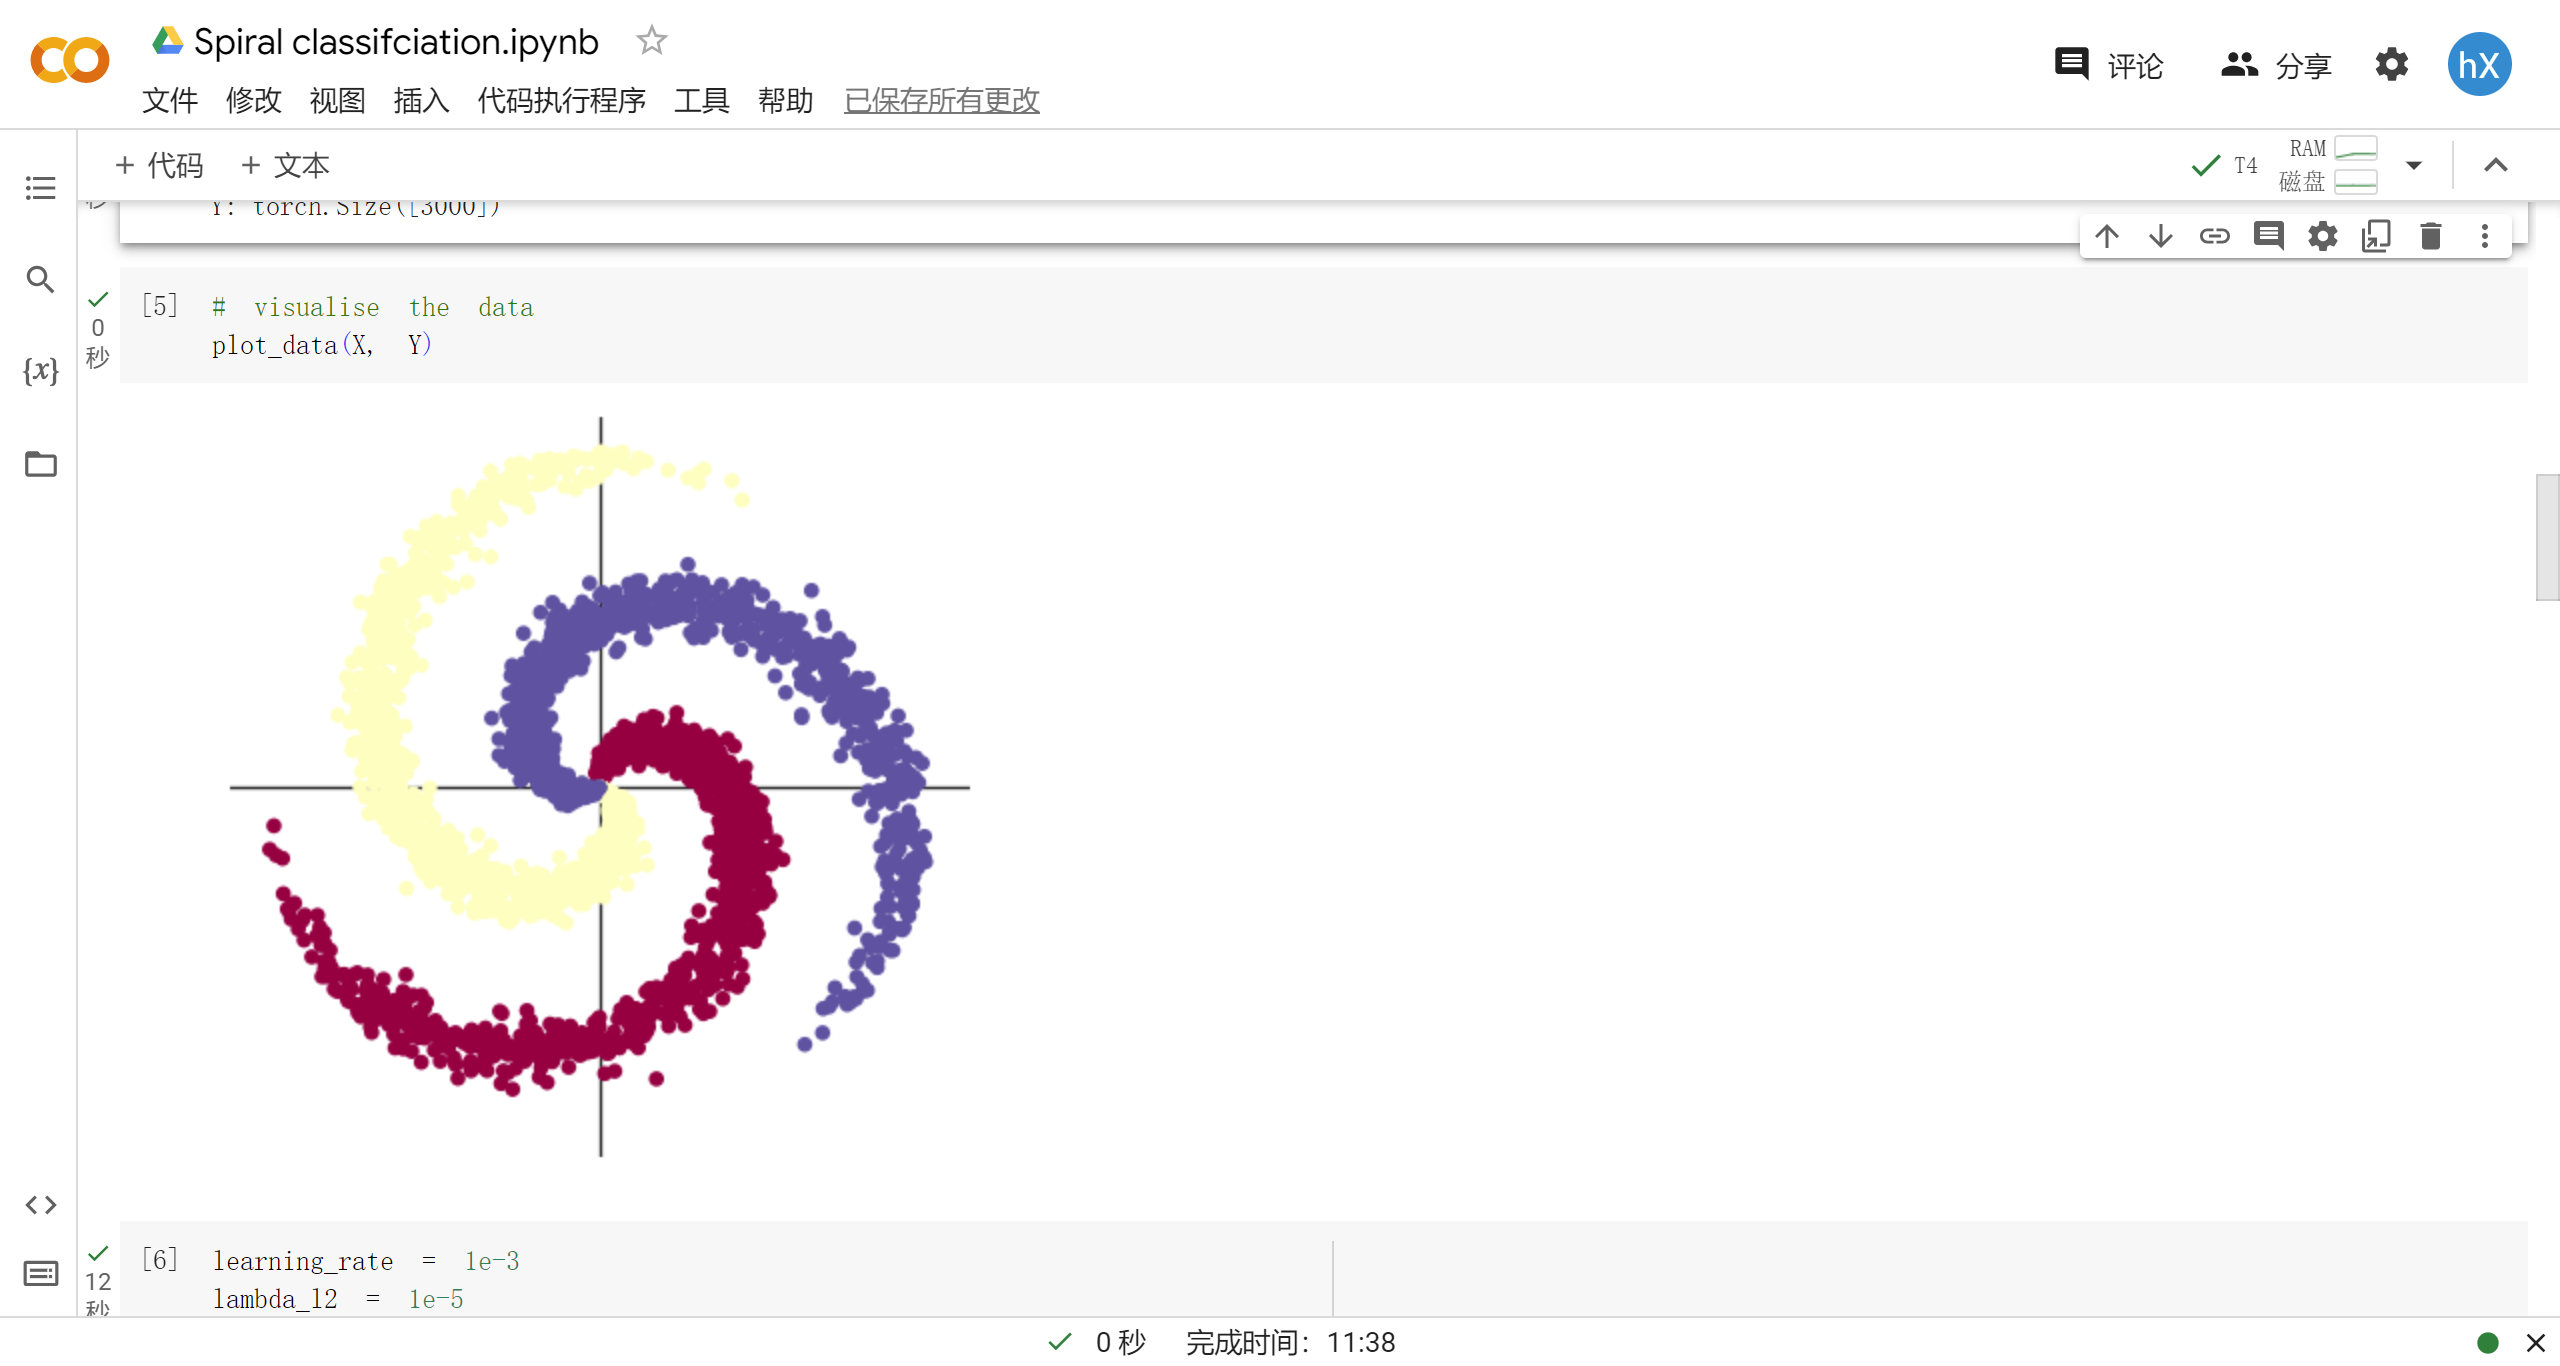 Spiral classifciation.ipynb
评论
分享
hX
文件 修改 视图 插入 代码执行程序 工具 帮助 已保存所有更改
+ 代码 + 文本
T4
RAM
磁盘
秒
Y: torch.Size([3000])
[5] # visualise the data
0
plot_data(X, Y)
秒
{x}
[6] learning_rate = 1e-3
12
lambda_l2 = 1e-5
秒
0 秒 完成时间：11:38